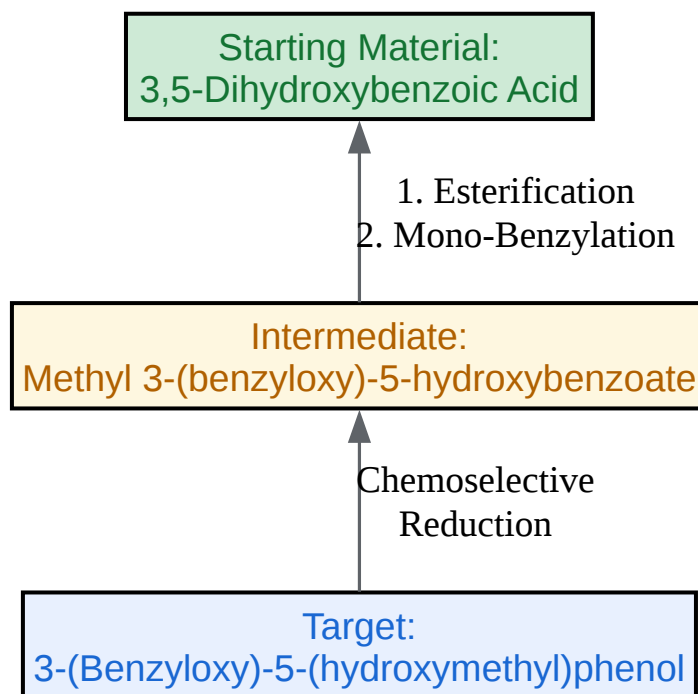 Starting Material:
3,5-Dihydroxybenzoic Acid
1. Esterification
2. Mono-Benzylation
Intermediate:
Methyl 3-(benzyloxy)-5-hydroxybenzoate
Chemoselective
Reduction
Target:
3-(Benzyloxy)-5-(hydroxymethyl)phenol